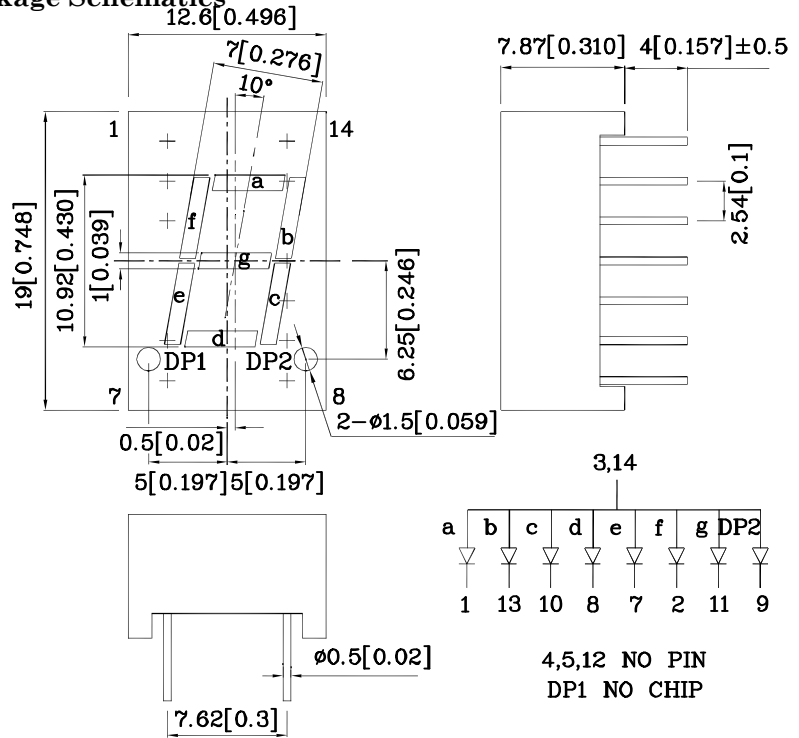 kage Schematics
12.6[0.496]
7[0.276]
10°
1
14
a
f
b
g
e
c
d
DP1
DP2
7
8
19[0.748]
10.92[0.430]
1[0.039]
6.25[0.246]
2-ø1.5[0.059]
0.5[0.02]
5[0.197]
5[0.197]
7.87[0.310]
4[0.157]±0.5
2.54[0.1]
ø0.5[0.02]
7.62[0.3]
3,14
a b c d e f g DP2
1 13 10 8 7 2 11 9
4,5,12 NO PIN
DP1 NO CHIP